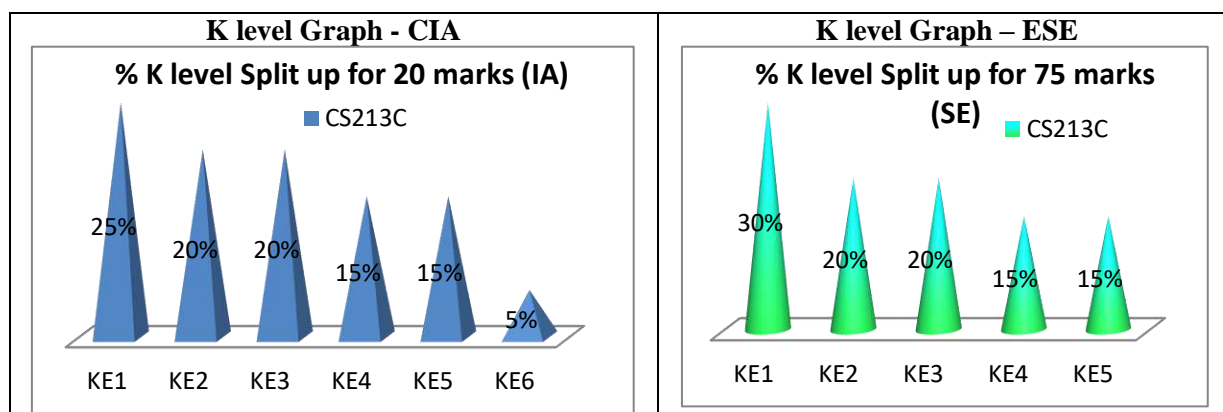 K level Graph - CIA
% K level Split up for 20 marks (IA)
CS213C
25%
20%
20%
15%
15%
5%
KE1 KE2 KE3 KE4 KE5 KE6
K level Graph – ESE
% K level Split up for 75 marks
(SE)
CS213C
30%
20%
20%
15%
15%
KE1 KE2 KE3 KE4 KE5